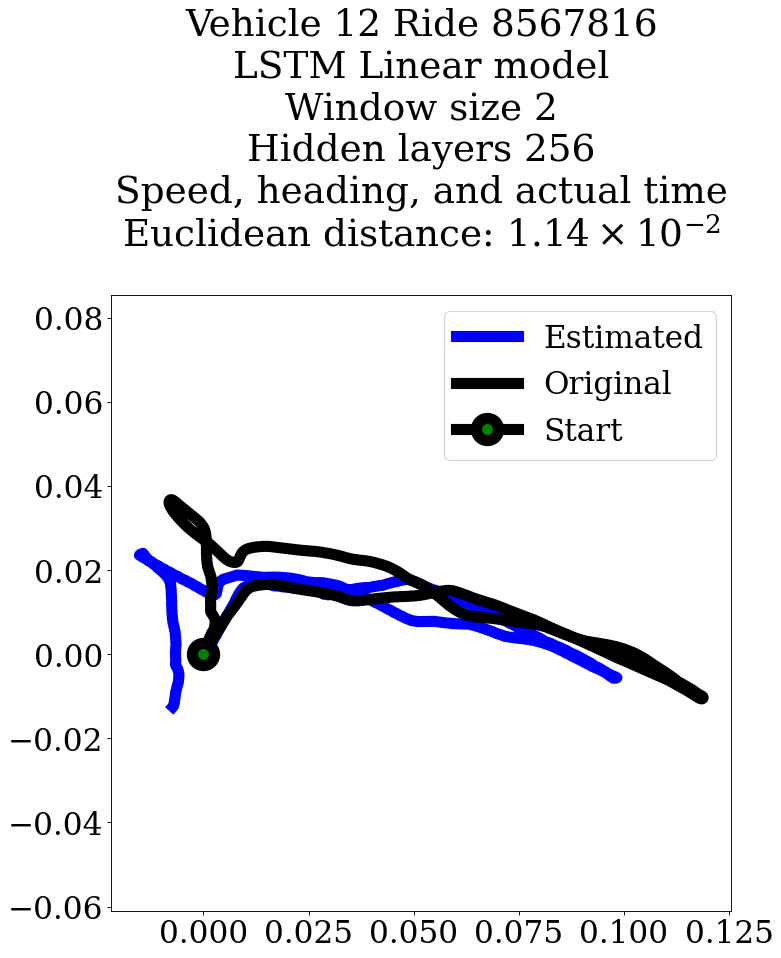 Vehicle 12 Ride 8567816
LSTM Linear model
Window size 2
Hidden layers 256
Speed, heading, and actual time
Euclidean distance: 1.14 × 10⁻²
Estimated
Original
Start
0.08
0.06
0.04
0.02
0.00
−0.02
−0.04
−0.06
0.000 0.025 0.050 0.075 0.100 0.125